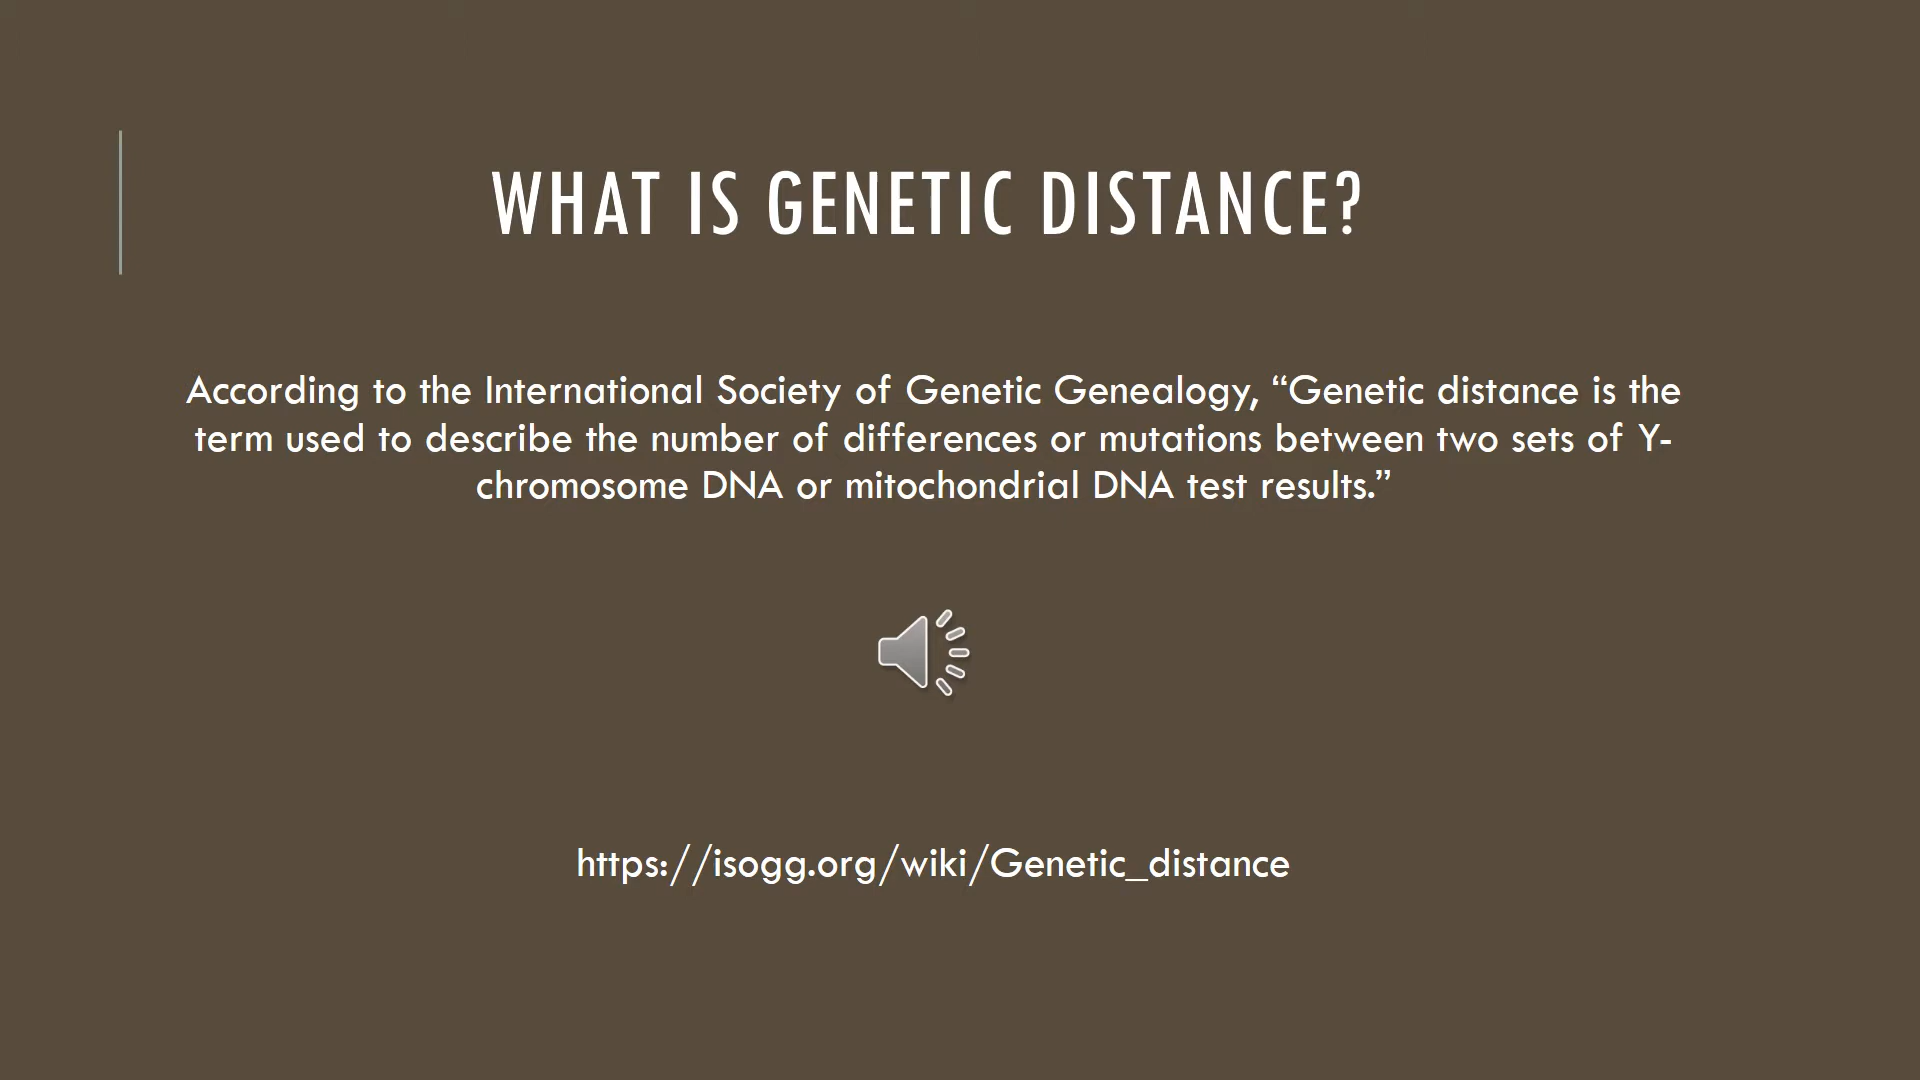 WHAT IS GENETIC DISTANCE?
According to the International Society of Genetic Genealogy, “Genetic distance is the
term used to describe the number of differences or mutations between two sets of Y-
chromosome DNA or mitochondrial DNA test results.”
https://isogg.org/wiki/Genetic_distance